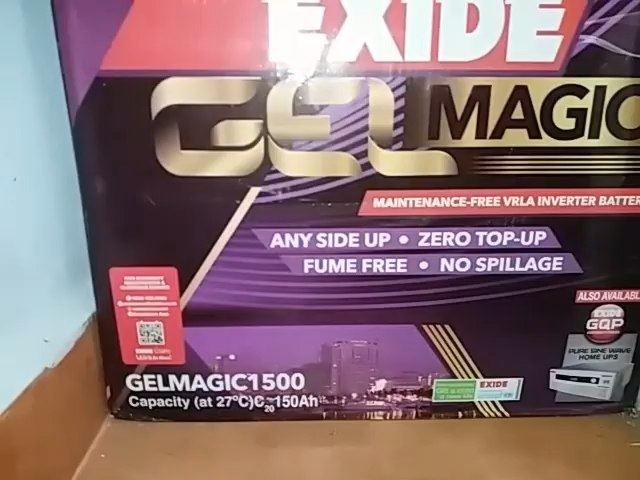 EXIDE
GEL MAGIC
MAINTENANCE-FREE VRLA INVERTER BATTER
ANY SIDE UP • ZERO TOP-UP
FUME FREE • NO SPILLAGE
ALSO AVAILABL
EXIDE
GQP
PURE SINE WAVE
HOME UPS
EXIDE
GELMAGIC1500
Capacity (at 27°C)C20 150Ah